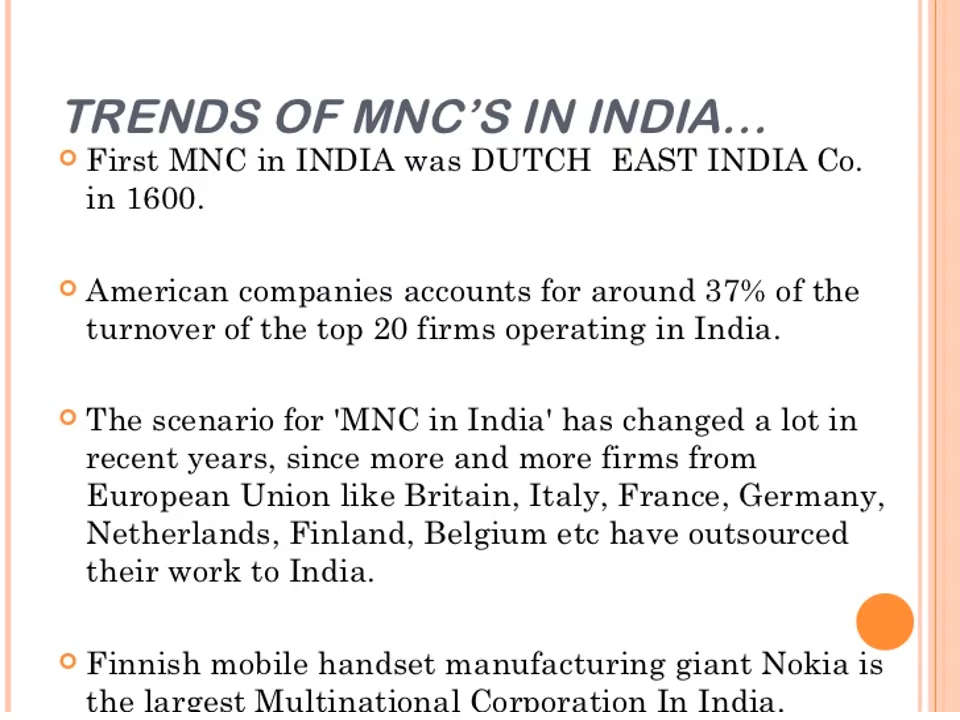 TRENDS OF MNC'S IN INDIA...
First MNC in INDIA was DUTCH  EAST INDIA Co.
in 1600.
American companies accounts for around 37% of the
turnover of the top 20 firms operating in India.
The scenario for 'MNC in India' has changed a lot in
recent years, since more and more firms from
European Union like Britain, Italy, France, Germany,
Netherlands, Finland, Belgium etc have outsourced
their work to India.
Finnish mobile handset manufacturing giant Nokia is
the largest Multinational Corporation In India.